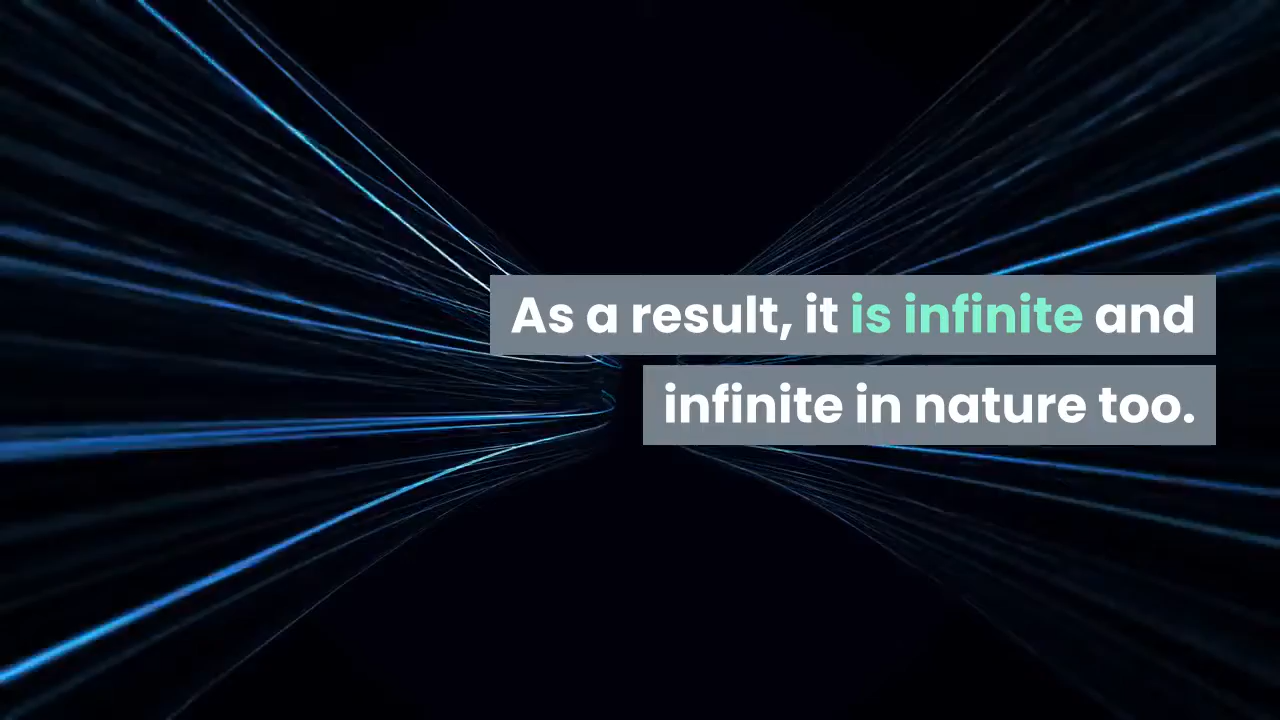 As a result, it is infinite and
infinite in nature too.